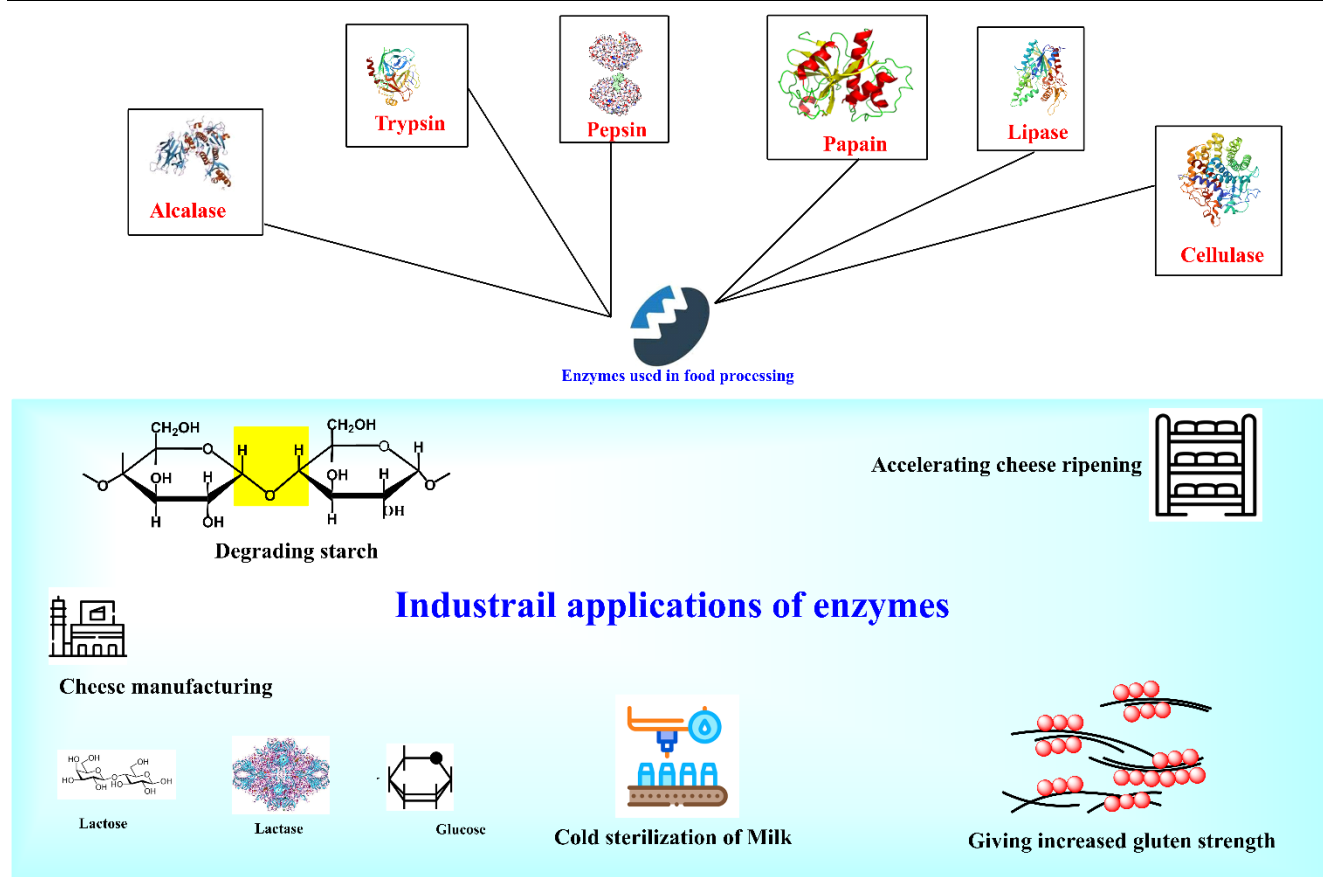 Trypsin
Pepsin
Papain
Lipase
Alcalase
Cellulase
Enzymes used in food processing
CH₂OH
CH₂OH
O
H
H
O
H
O
OH
H
O
OH
H
O
H
OH
H
OH
Degrading starch
Accelerating cheese ripening
Industrail applications of enzymes
Cheese manufacturing
Lactose
Lactase
Glucose
Cold sterilization of Milk
Giving increased gluten strength